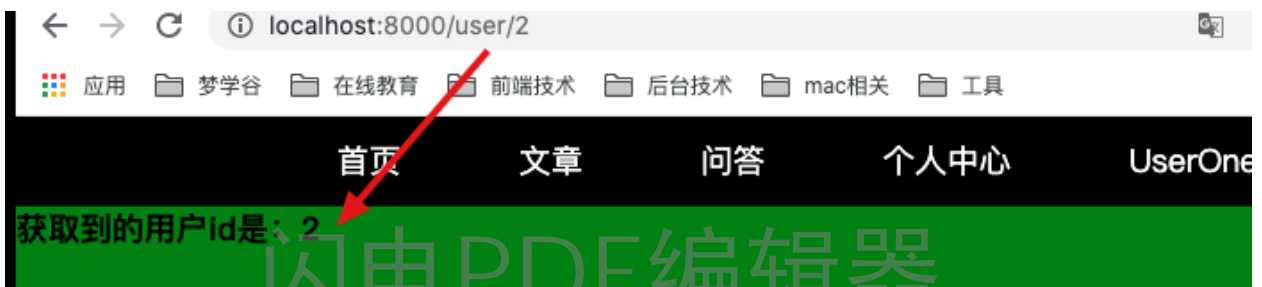 localhost:8000/user/2
应用 梦学谷 在线教育 前端技术 后台技术 mac相关 工具
首页 文章 问答 个人中心 UserOne
获取到的用户id是：2
闪电PDF编辑器